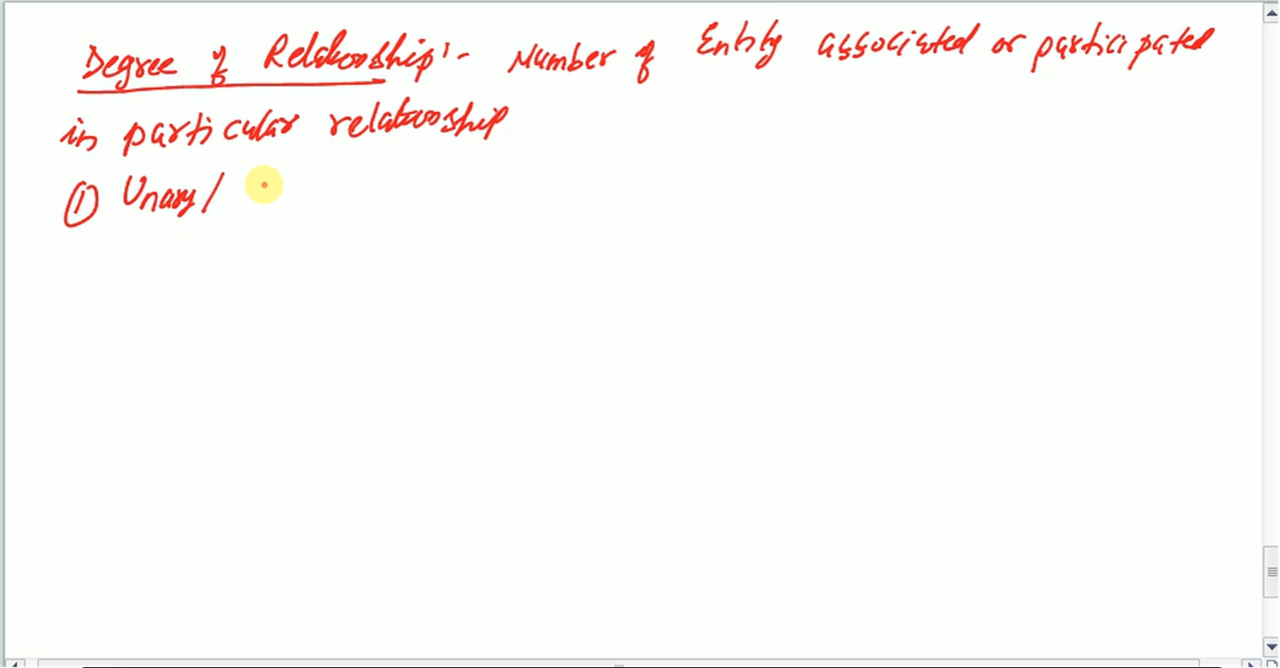 Degree of Relationship:- Number of Entity associated or participated
in particular relationship
① Unary/